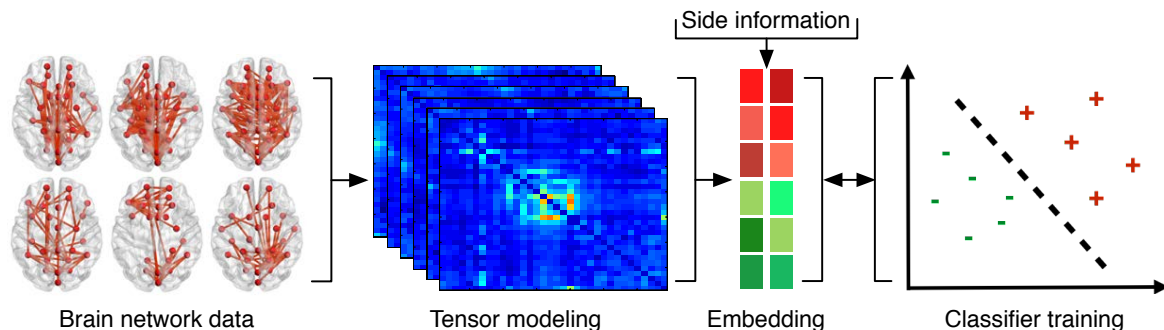 Side information
Brain network data
Tensor modeling
Embedding
Classifier training